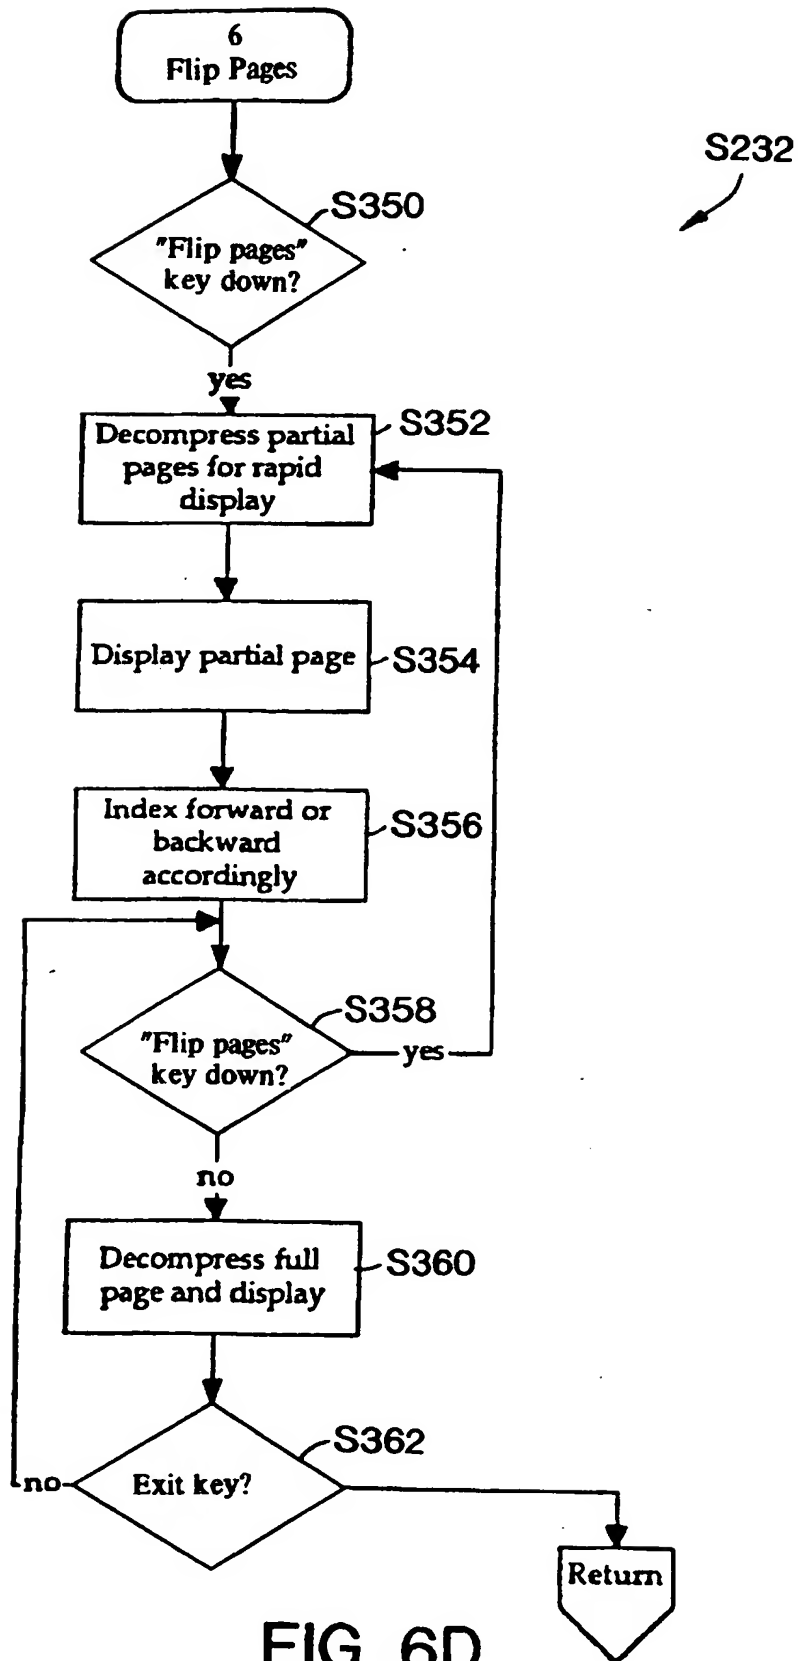 6
Flip Pages
S232
S350
"Flip pages"
key down?
yes
S352
Decompress partial
pages for rapid
display
Display partial page
S354
Index forward or
backward
accordingly
S356
S358
"Flip pages"
key down?
yes
no
Decompress full
page and display
S360
S362
Exit key?
no
Return
FIG. 6D